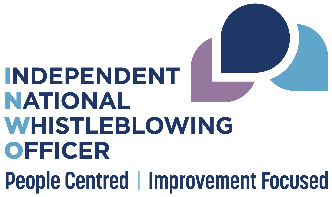 INDEPENDENT
NATIONAL
WHISTLEBLOWING
OFFICER
People Centred | Improvement Focused